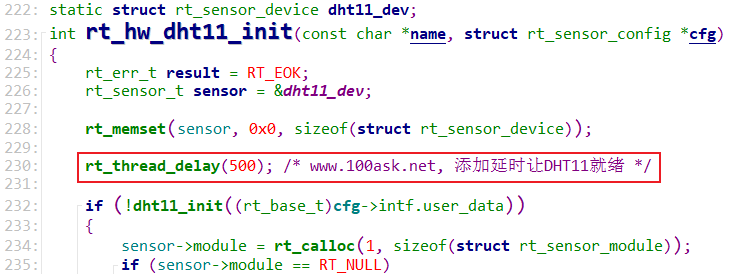 222: static struct rt_sensor_device dht11_dev;
223: int rt_hw_dht11_init(const char *name, struct rt_sensor_config *cfg)
224: {
225:     rt_err_t result = RT_EOK;
226:     rt_sensor_t sensor = &dht11_dev;
227:
228:     rt_memset(sensor, 0x0, sizeof(struct rt_sensor_device));
229:
230:     rt_thread_delay(500); /* www.100ask.net, 添加延时让DHT11就绪 */
231:
232:     if (!dht11_init((rt_base_t)cfg->intf.user_data))
233:     {
234:         sensor->module = rt_calloc(1, sizeof(struct rt_sensor_module));
235:         if (sensor->module == RT_NULL)